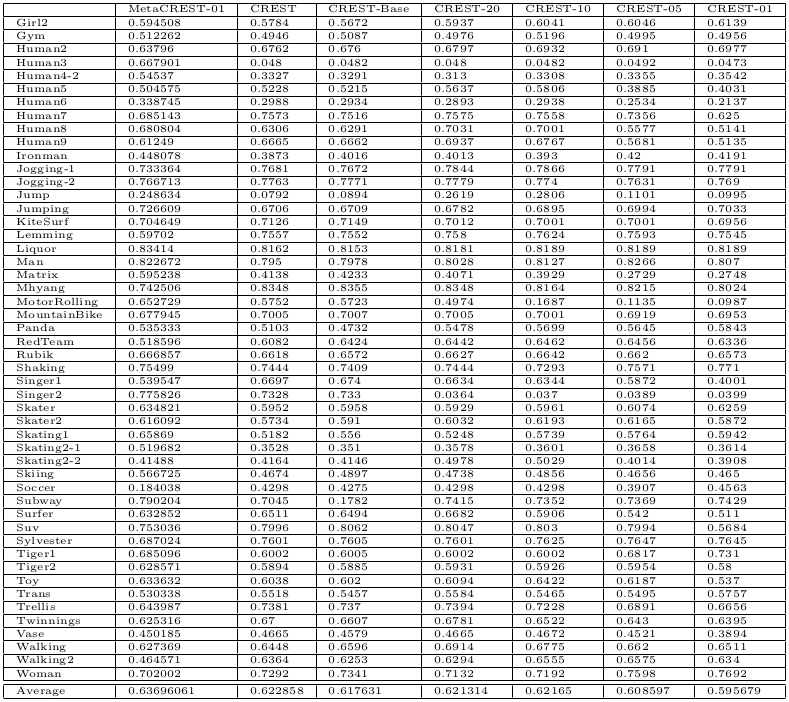 MetaCREST-01 CREST CREST-Base CREST-20 CREST-10 CREST-05 CREST-01
Girl2 0.594508 0.5784 0.5672 0.5937 0.6041 0.6046 0.6139
Gym 0.512262 0.4946 0.5087 0.4976 0.5196 0.4995 0.4956
Human2 0.63796 0.6762 0.676 0.6797 0.6932 0.691 0.6977
Human3 0.667901 0.048 0.0482 0.048 0.0482 0.0492 0.0473
Human4-2 0.54537 0.3327 0.3291 0.313 0.3308 0.3355 0.3542
Human5 0.504575 0.5228 0.5215 0.5637 0.5806 0.3885 0.4031
Human6 0.338745 0.2988 0.2934 0.2893 0.2938 0.2534 0.2137
Human7 0.685143 0.7573 0.7516 0.7575 0.7558 0.7356 0.625
Human8 0.680804 0.6306 0.6291 0.7031 0.7001 0.5577 0.5141
Human9 0.61249 0.6665 0.6662 0.6937 0.6767 0.5681 0.5135
Ironman 0.448078 0.3873 0.4016 0.4013 0.393 0.42 0.4191
Jogging-1 0.733364 0.7681 0.7672 0.7844 0.7866 0.7791 0.7791
Jogging-2 0.766713 0.7763 0.7771 0.7779 0.774 0.7631 0.769
Jump 0.248634 0.0792 0.0894 0.2619 0.2806 0.1101 0.0995
Jumping 0.726609 0.6706 0.6709 0.6782 0.6895 0.6994 0.7033
KiteSurf 0.704649 0.7126 0.7149 0.7012 0.7001 0.7001 0.6956
Lemming 0.59702 0.7557 0.7552 0.758 0.7624 0.7593 0.7545
Liquor 0.83414 0.8162 0.8153 0.8181 0.8189 0.8189 0.8189
Man 0.822672 0.795 0.7978 0.8028 0.8127 0.8266 0.807
Matrix 0.595238 0.4138 0.4233 0.4071 0.3929 0.2729 0.2748
Mhyang 0.742506 0.8348 0.8355 0.8348 0.8164 0.8215 0.8024
MotorRolling 0.652729 0.5752 0.5723 0.4974 0.1687 0.1135 0.0987
MountainBike 0.677945 0.7005 0.7007 0.7005 0.7001 0.6919 0.6953
Panda 0.535333 0.5103 0.4732 0.5478 0.5699 0.5645 0.5843
RedTeam 0.518596 0.6082 0.6424 0.6442 0.6462 0.6456 0.6336
Rubik 0.666857 0.6618 0.6572 0.6627 0.6642 0.662 0.6573
Shaking 0.75499 0.7444 0.7409 0.7444 0.7293 0.7571 0.771
Singer1 0.539547 0.6697 0.674 0.6634 0.6344 0.5872 0.4001
Singer2 0.775826 0.7328 0.733 0.0364 0.037 0.0389 0.0399
Skater 0.634821 0.5952 0.5958 0.5929 0.5961 0.6074 0.6259
Skater2 0.616092 0.5734 0.591 0.6032 0.6193 0.6165 0.5872
Skating1 0.65869 0.5182 0.556 0.5248 0.5739 0.5764 0.5942
Skating2-1 0.519682 0.3528 0.351 0.3578 0.3601 0.3658 0.3614
Skating2-2 0.41488 0.4164 0.4146 0.4978 0.5029 0.4014 0.3908
Skiing 0.566725 0.4674 0.4897 0.4738 0.4856 0.4656 0.465
Soccer 0.184038 0.4298 0.4275 0.4298 0.4298 0.3907 0.4563
Subway 0.790204 0.7045 0.1782 0.7415 0.7352 0.7369 0.7429
Surfer 0.632852 0.6511 0.6494 0.6682 0.5906 0.542 0.511
Suv 0.753036 0.7996 0.8062 0.8047 0.803 0.7994 0.5684
Sylvester 0.687024 0.7601 0.7605 0.7601 0.7625 0.7647 0.7645
Tiger1 0.685096 0.6002 0.6005 0.6002 0.6002 0.6817 0.731
Tiger2 0.628571 0.5894 0.5885 0.5931 0.5926 0.5954 0.58
Toy 0.633632 0.6038 0.602 0.6094 0.6422 0.6187 0.537
Trans 0.530338 0.5518 0.5457 0.5584 0.5465 0.5495 0.5757
Trellis 0.643987 0.7381 0.737 0.7394 0.7228 0.6891 0.6656
Twinnings 0.625316 0.67 0.6607 0.6781 0.6522 0.643 0.6395
Vase 0.450185 0.4665 0.4579 0.4665 0.4672 0.4521 0.3894
Walking 0.627369 0.6448 0.6596 0.6914 0.6775 0.662 0.6511
Walking2 0.464571 0.6364 0.6253 0.6294 0.6555 0.6575 0.634
Woman 0.702002 0.7292 0.7341 0.7132 0.7192 0.7598 0.7692
Average 0.63696061 0.622858 0.617631 0.621314 0.62165 0.608597 0.595679